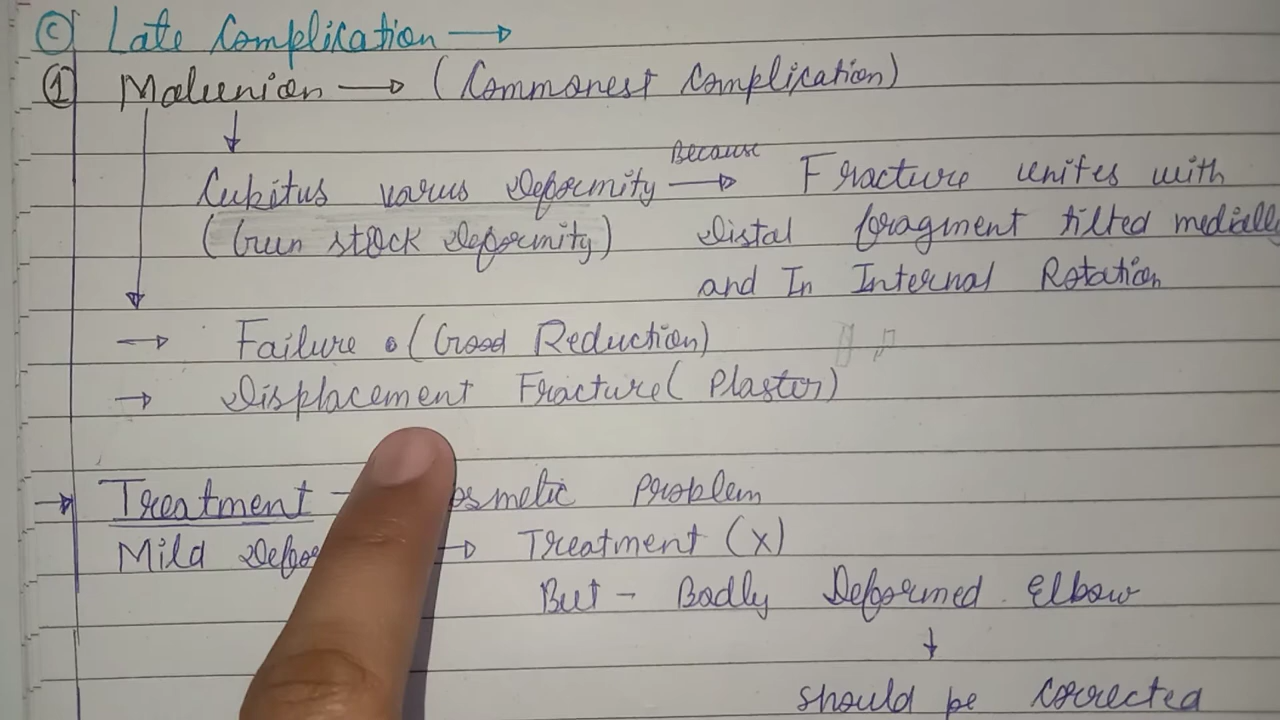 C Late Complication →
1 Malunion → (Commonest Complication)
Cubitus varus Deformity Because → Fracture unites with
(Gun stock Deformity) distal fragment tilted medially
and In Internal Rotation
→ Failure (Good Reduction)
→ Displacement Fracture (Plaster)
→ Treatment - Problem
Mild → Treatment (x)
But - Badly Deformed Elbow
↓
should be corrected